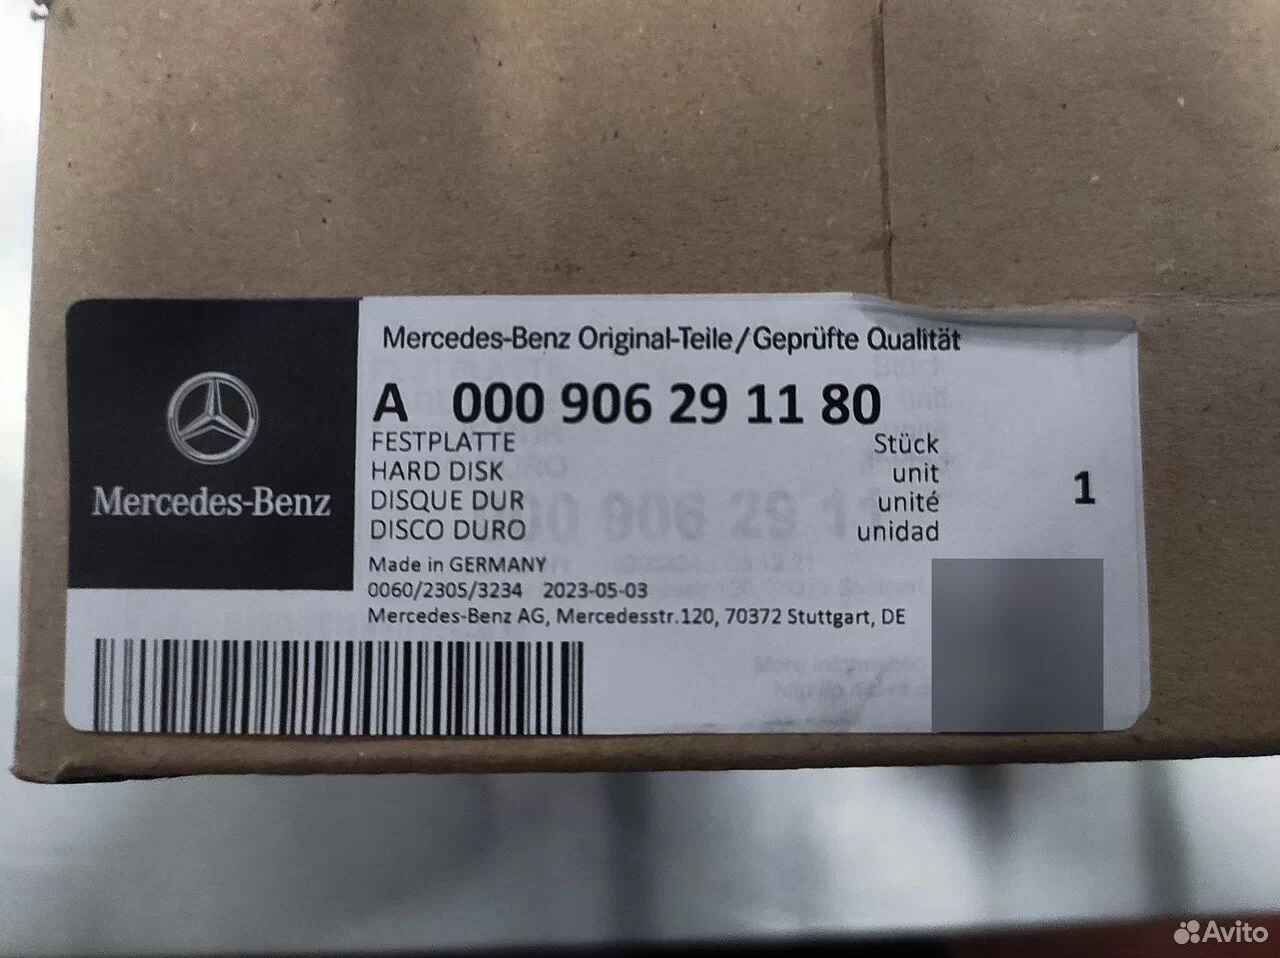 Mercedes-Benz Original-Teile/Geprüfte Qualität
A 000 906 29 11 80
FESTPLATTE Stück
HARD DISK unit
DISQUE DUR unité
DISCO DURO unidad
1
Mercedes-Benz
Made in GERMANY
0060/2305/3234 2023-05-03
Mercedes-Benz AG, Mercedesstr.120, 70372 Stuttgart, DE
Avito